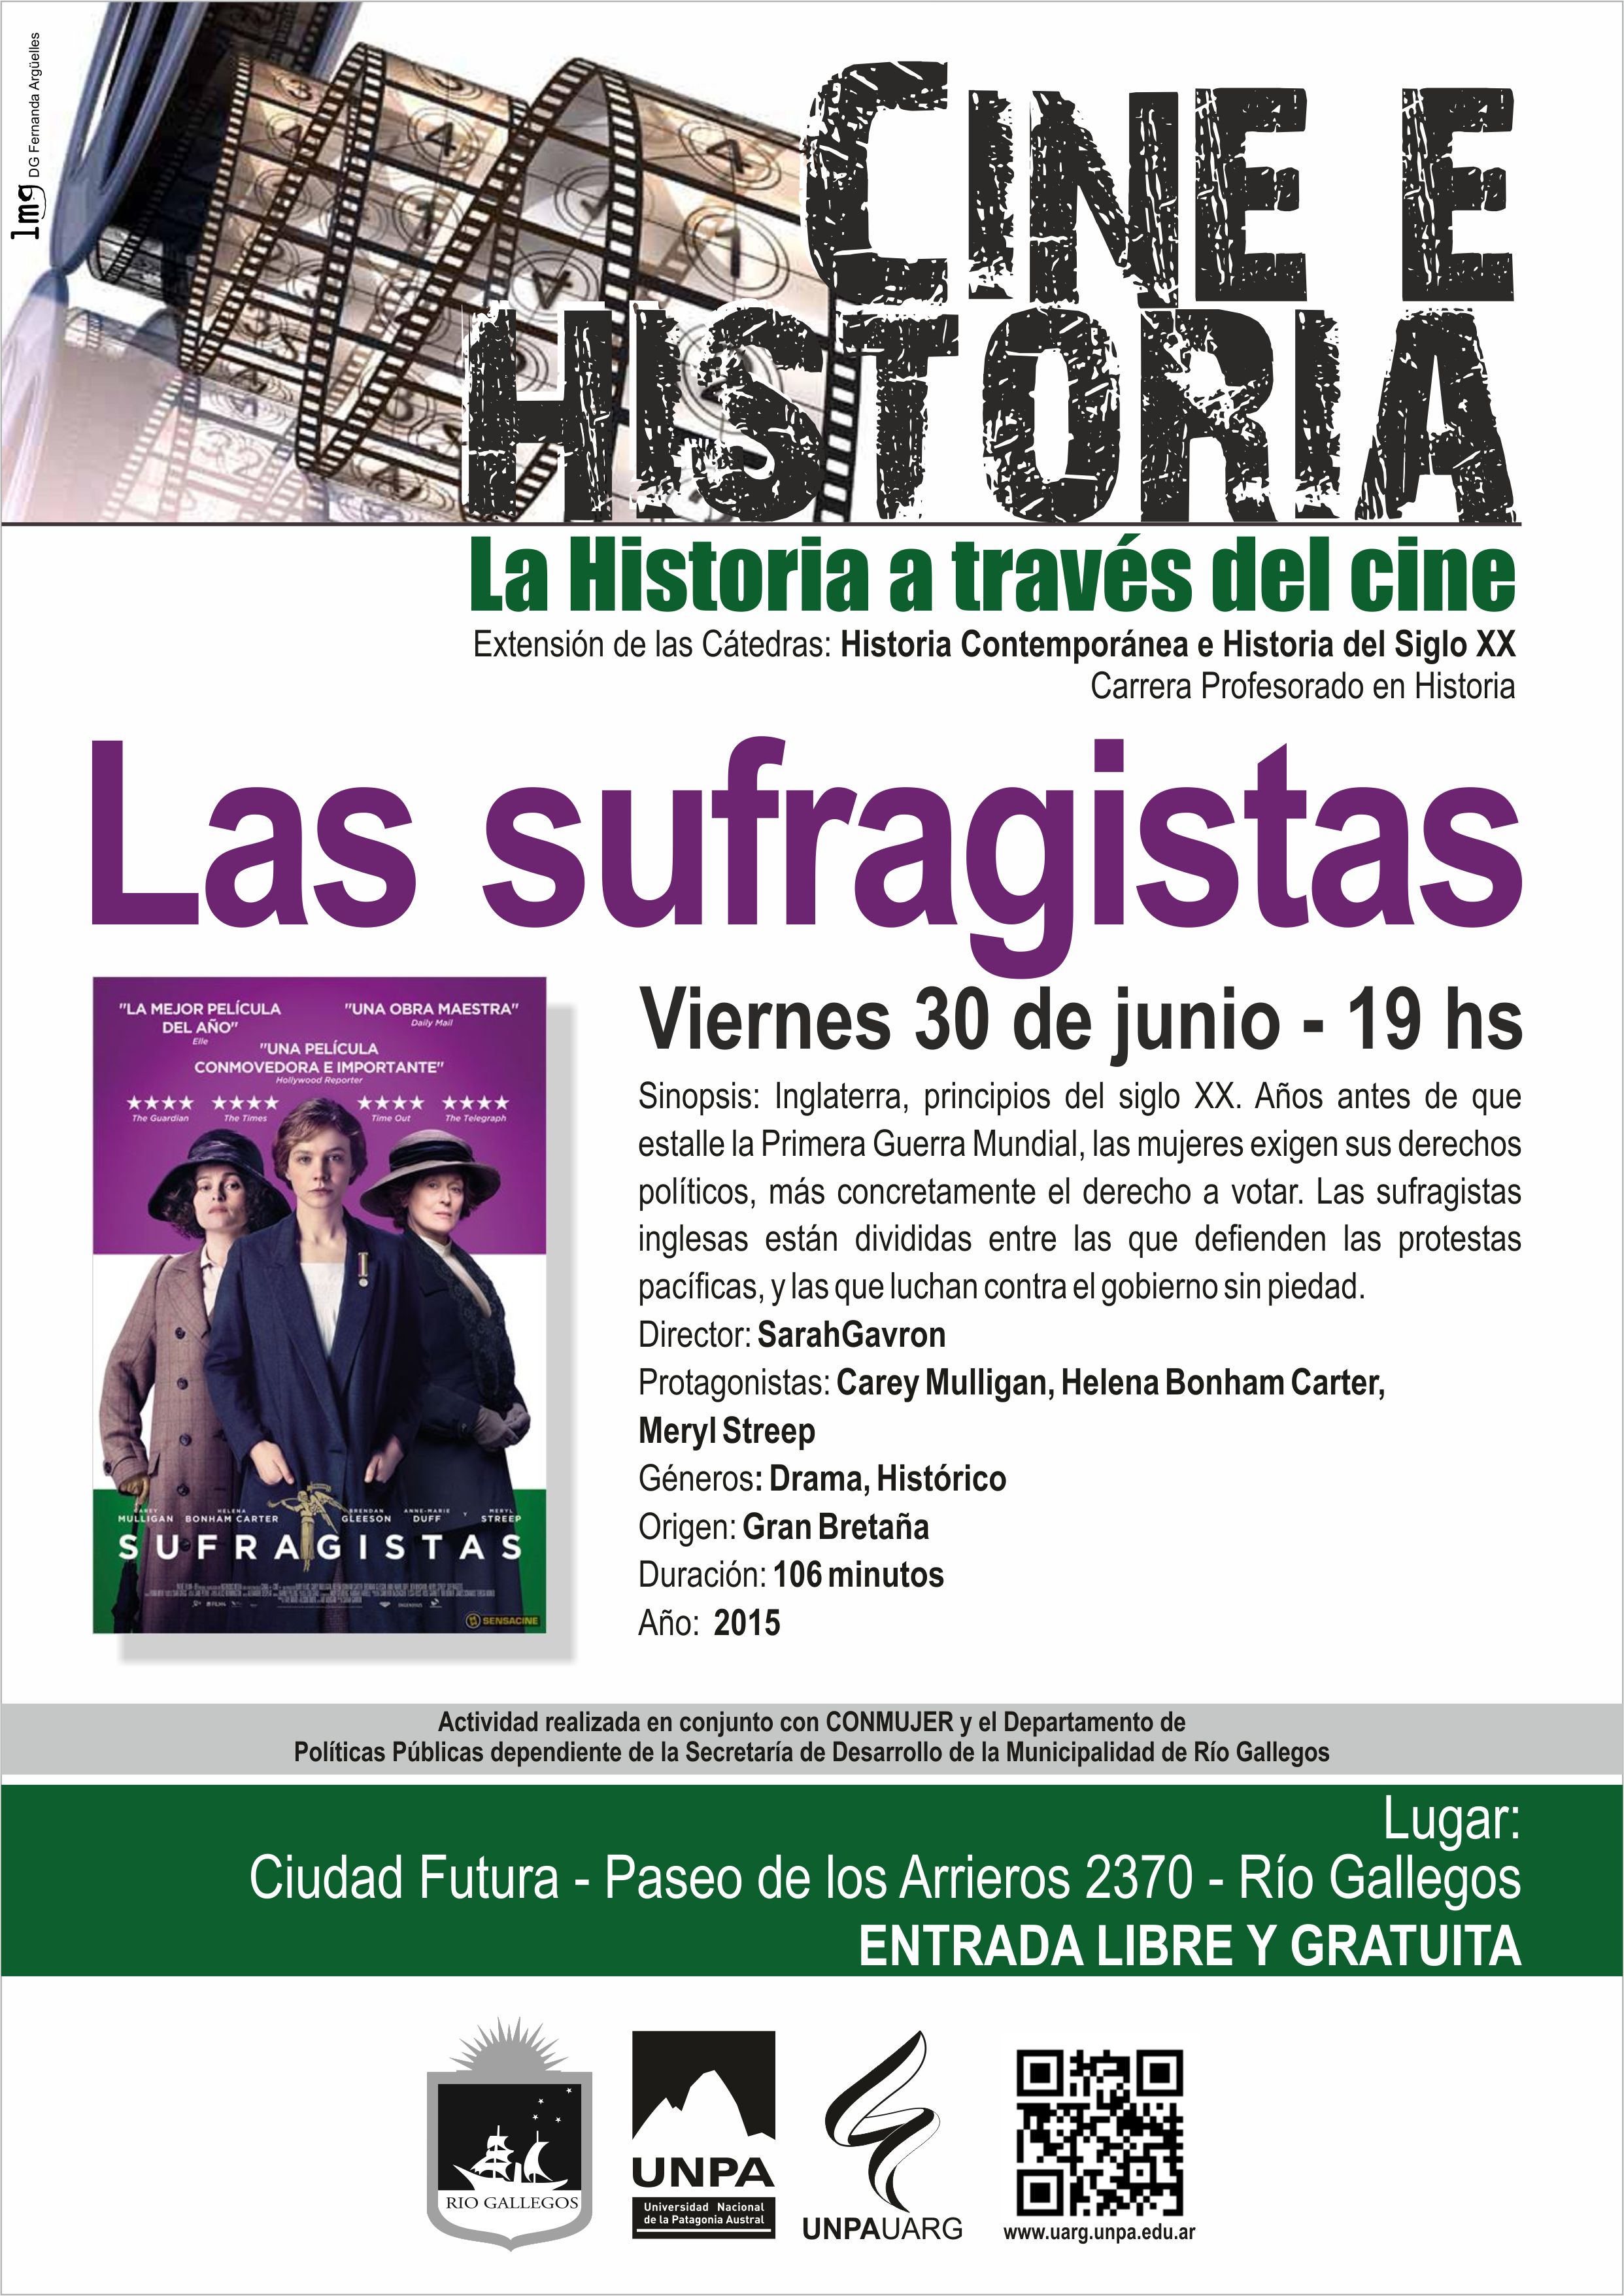 lmg DG Fernanda Argüelles
CINE E
HISTORIA
La Historia a través del cine
Extensión de las Cátedras: Historia Contemporánea e Historia del Siglo XX
Carrera Profesorado en Historia
Las sufragistas
"LA MEJOR PELÍCULA
DEL AÑO"
Elle
"UNA OBRA MAESTRA"
Daily Mail
"UNA PELÍCULA
CONMOVEDORA E IMPORTANTE"
Hollywood Reporter
★★★★ ★★★★ ★★★★ ★★★★
The Guardian The Times Time Out The Telegraph
CAREY MULLIGAN HELENA BONHAM CARTER BRENDAN GLEESON ANNE-MARIE DUFF Y MERYL STREEP
SUFRAGISTAS
SENSACINE
Viernes 30 de junio - 19 hs
Sinopsis: Inglaterra, principios del siglo XX. Años antes de que
estalle la Primera Guerra Mundial, las mujeres exigen sus derechos
políticos, más concretamente el derecho a votar. Las sufragistas
inglesas están divididas entre las que defienden las protestas
pacíficas, y las que luchan contra el gobierno sin piedad.
Director: SarahGavron
Protagonistas: Carey Mulligan, Helena Bonham Carter,
Meryl Streep
Géneros: Drama, Histórico
Origen: Gran Bretaña
Duración: 106 minutos
Año: 2015
Actividad realizada en conjunto con CONMUJER y el Departamento de
Políticas Públicas dependiente de la Secretaría de Desarrollo de la Municipalidad de Río Gallegos
Lugar:
Ciudad Futura - Paseo de los Arrieros 2370 - Río Gallegos
ENTRADA LIBRE Y GRATUITA
RIO GALLEGOS
UNPA
Universidad Nacional
de la Patagonia Austral
UNPAUARG
www.uarg.unpa.edu.ar